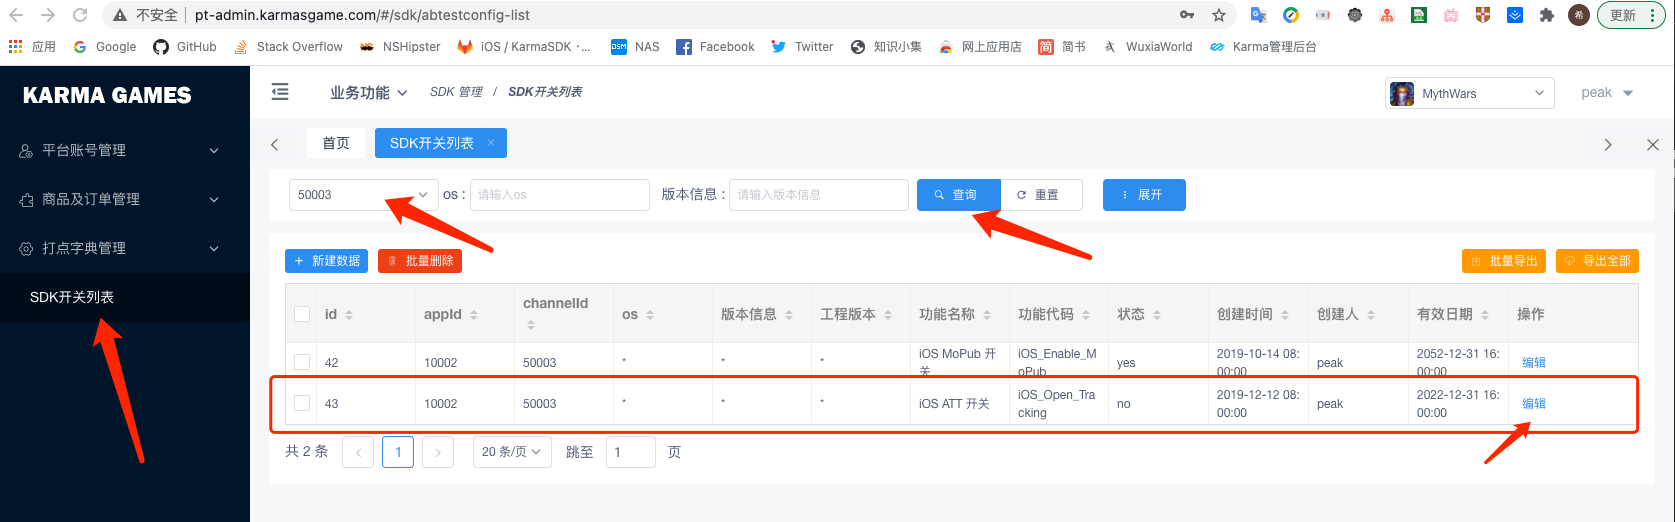 不安全 | pt-admin.karmasgame.com/#/sdk/abtestconfig-list
希
更新
应用
Google
GitHub
Stack Overflow
NSHipster
iOS / KarmaSDK · ...
DSM NAS
Facebook
Twitter
知识小集
网上应用店
简 简书
WuxiaWorld
Karma管理后台
KARMA GAMES
平台账号管理
商品及订单管理
打点字典管理
SDK开关列表
业务功能
SDK 管理 / SDK开关列表
MythWars
peak
首页
SDK开关列表 ×
50003
os : 请输入os
版本信息 : 请输入版本信息
查询
重置
展开
+ 新建数据
批量删除
批量导出
导出全部
id appId channelId os 版本信息 工程版本 功能名称 功能代码 状态 创建时间 创建人 有效日期 操作
42 10002 50003 * * * iOS MoPub 开关 iOS_Enable_MoPub yes 2019-10-14 08:00:00 peak 2052-12-31 16:00:00 编辑
43 10002 50003 * * * iOS ATT 开关 iOS_Open_Tracking no 2019-12-12 08:00:00 peak 2022-12-31 16:00:00 编辑
共 2 条 < 1 > 20 条/页 跳至 1 页